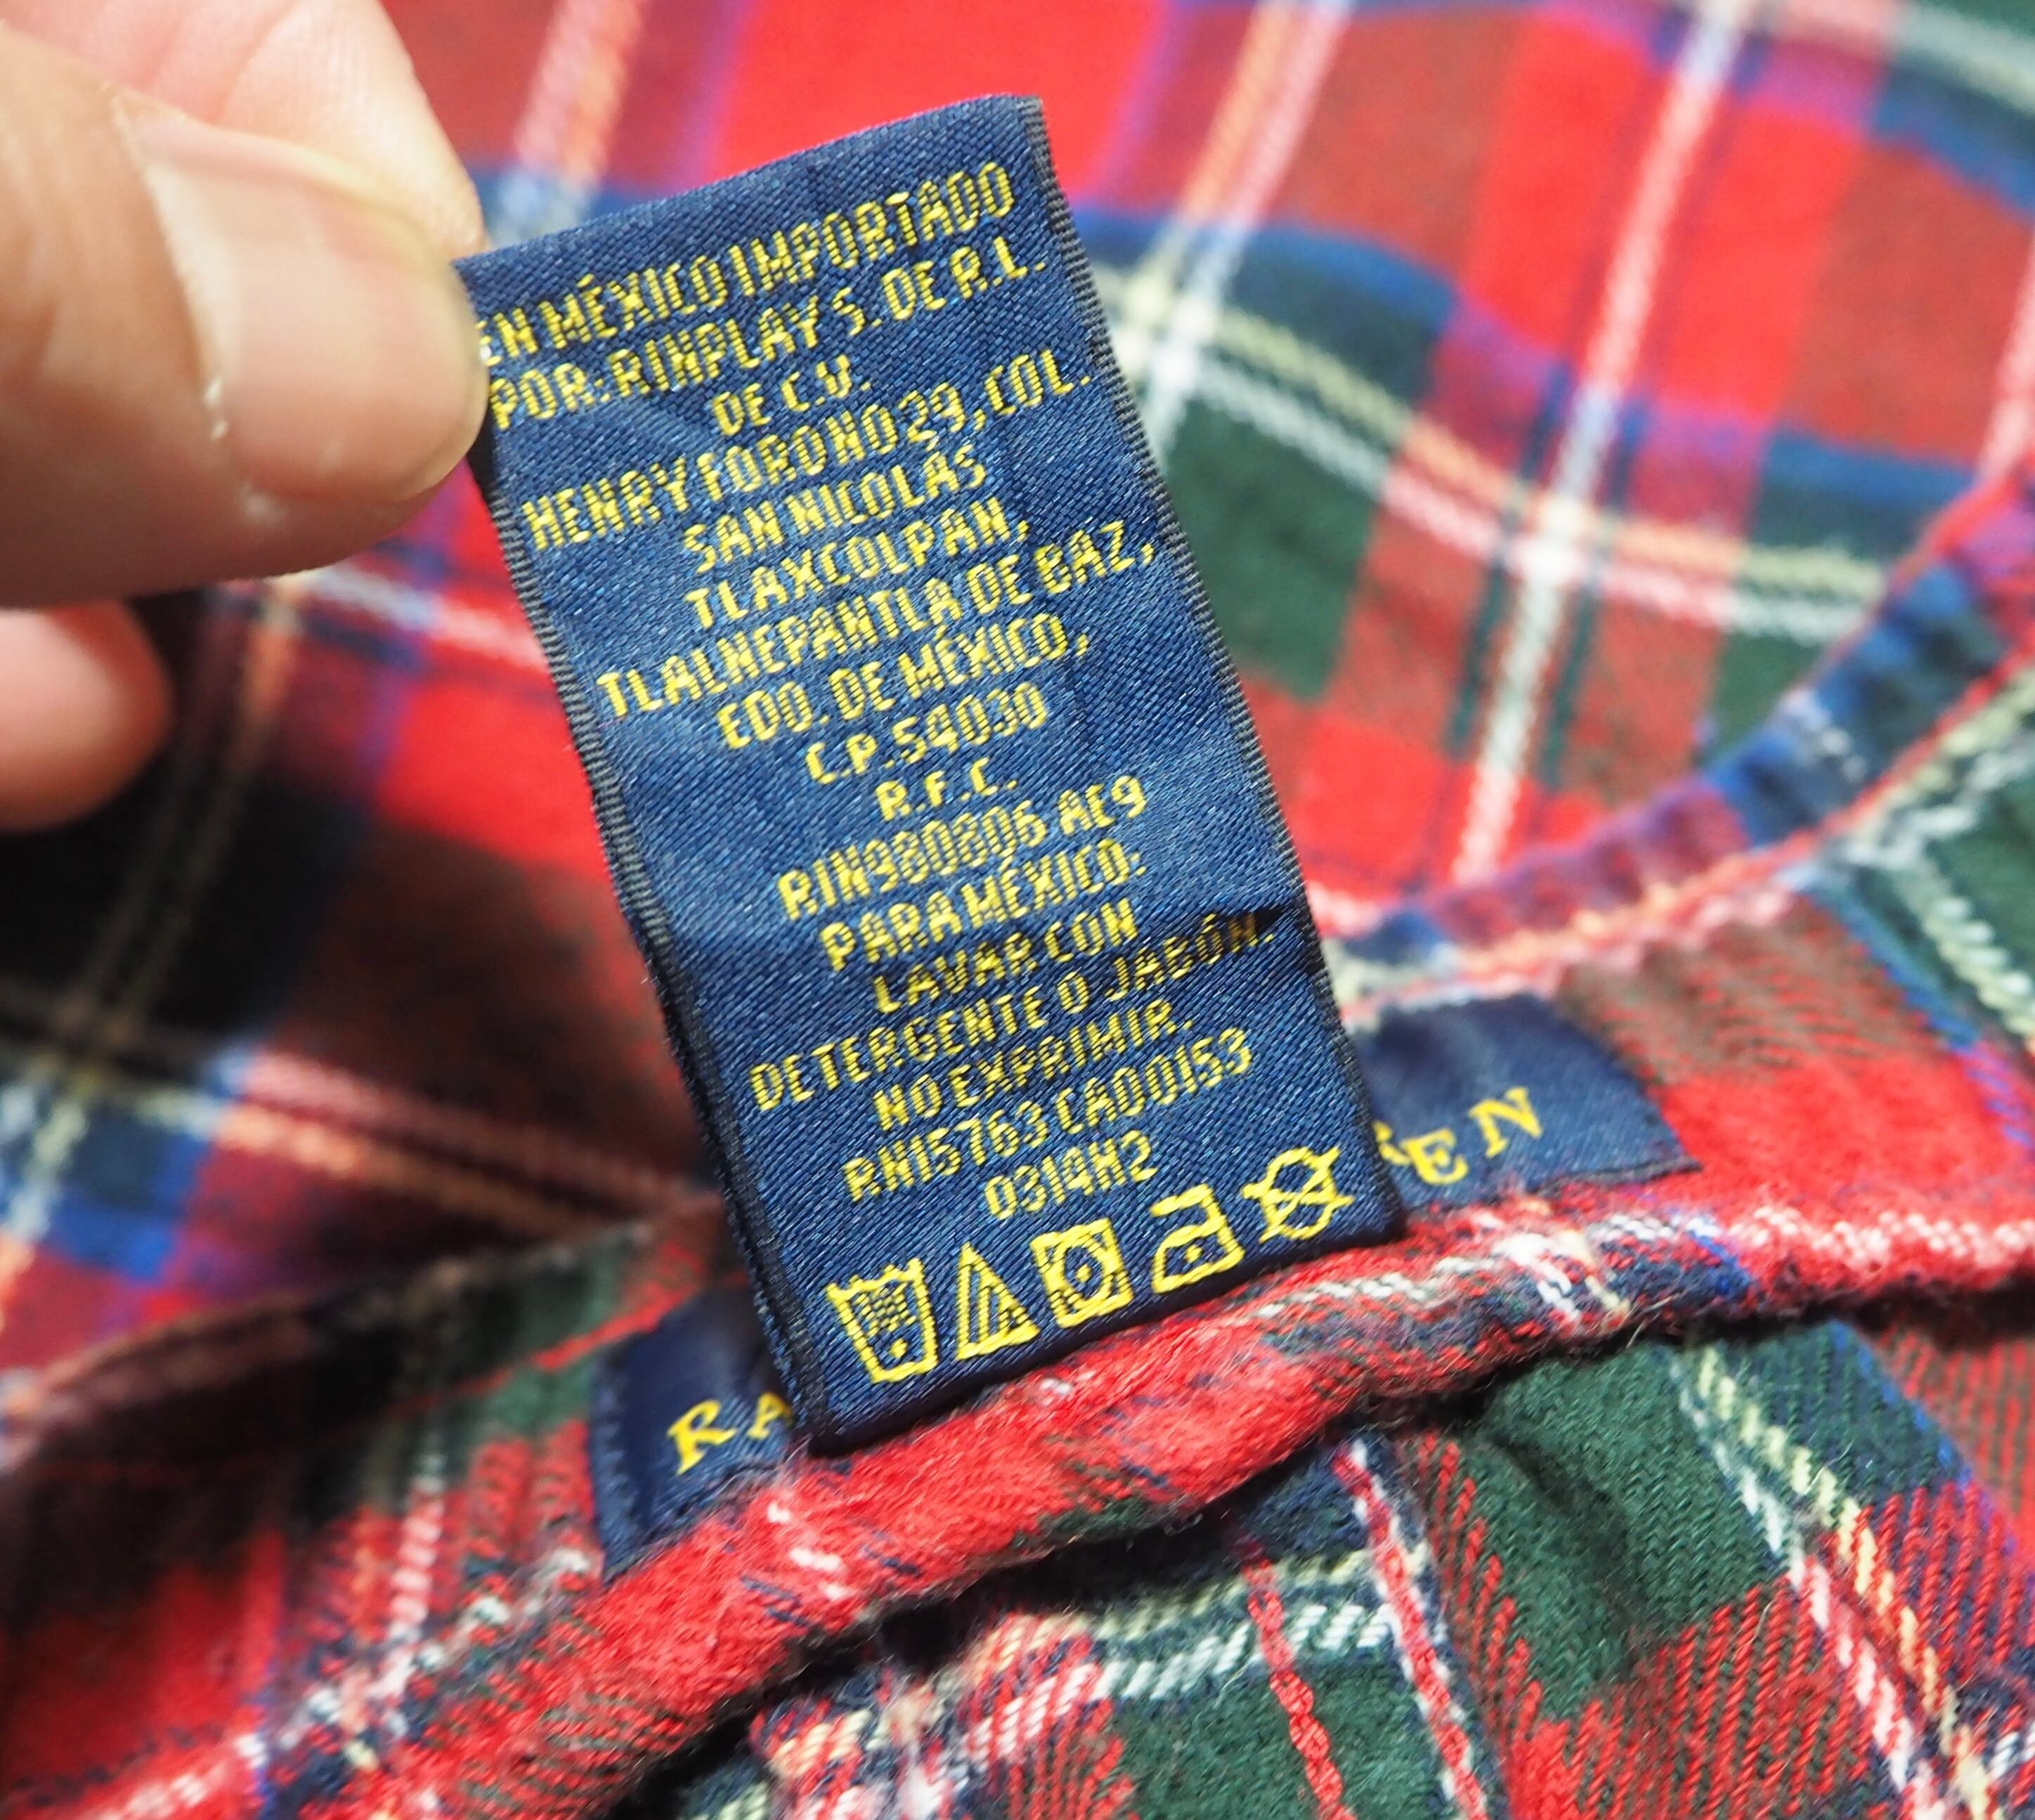 EN MÉXICO IMPORTADO
POR: RINPLAY S. DE R.L.
DE C.V.
HENRY FORD NO 29, COL.
SAN NICOLÁS
TLAXCOLPAN,
TLALNEPANTLA DE BAZ,
EDO. DE MÉXICO,
C.P. 54030
R.F.C.
RIN980806 AE9
PARA MÉXICO:
LAVAR CON
DETERGENTE O JABÓN.
NO EXPRIMIR.
RN15763 CA00153
0314H2
RA EN